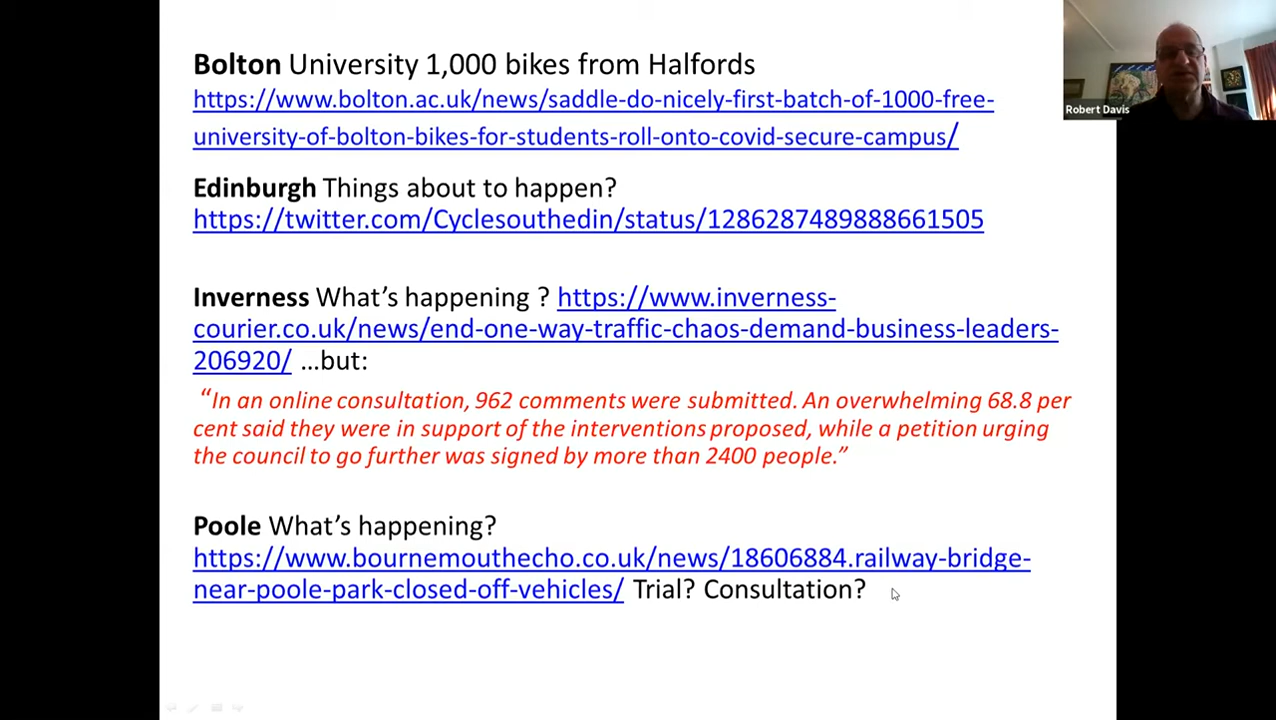 Bolton University 1,000 bikes from Halfords
https://www.bolton.ac.uk/news/saddle-do-nicely-first-batch-of-1000-free-
university-of-bolton-bikes-for-students-roll-onto-covid-secure-campus/
Robert Davis
Edinburgh Things about to happen?
https://twitter.com/Cyclesouthedin/status/1286287489888661505
Inverness What’s happening ? https://www.inverness-
courier.co.uk/news/end-one-way-traffic-chaos-demand-business-leaders-
206920/ …but:
“In an online consultation, 962 comments were submitted. An overwhelming 68.8 per
cent said they were in support of the interventions proposed, while a petition urging
the council to go further was signed by more than 2400 people.”
Poole What’s happening?
https://www.bournemouthecho.co.uk/news/18606884.railway-bridge-
near-poole-park-closed-off-vehicles/ Trial? Consultation?